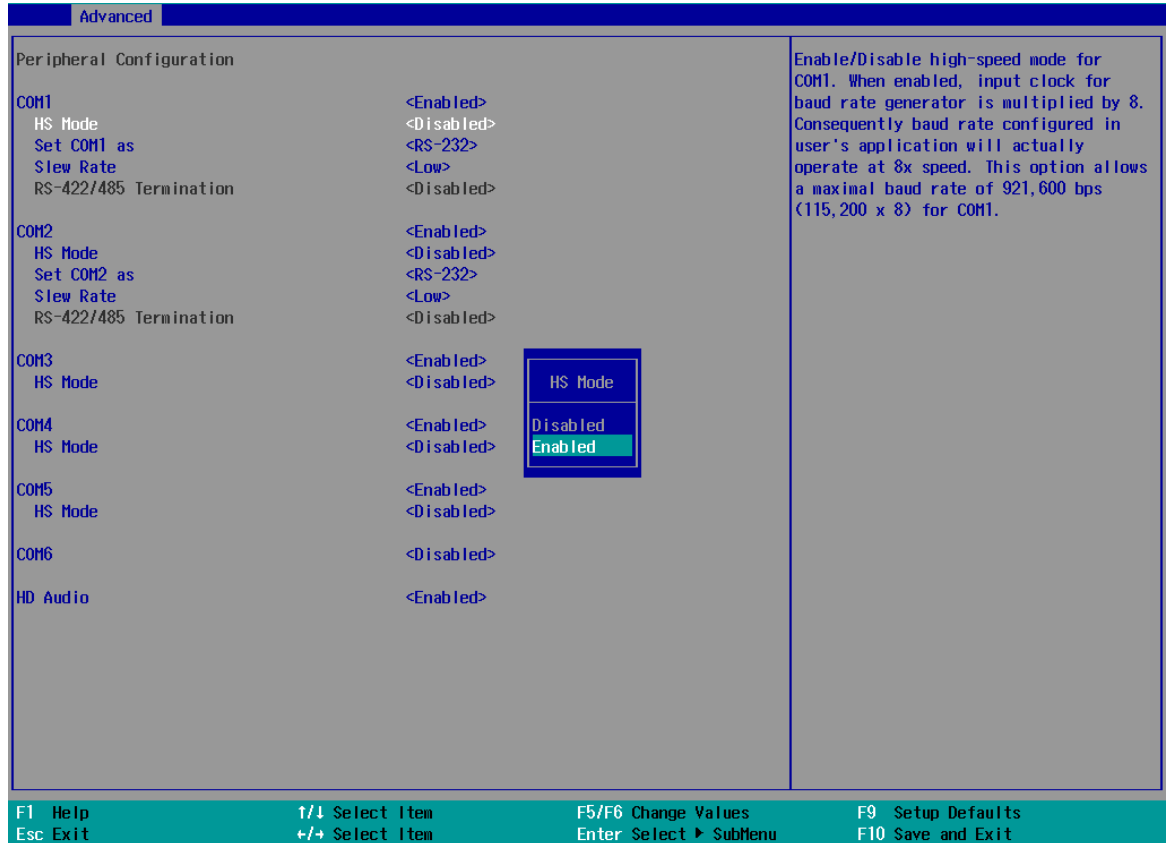 Advanced
Peripheral Configuration
COM1 <Enabled>
HS Mode <Disabled>
Set COM1 as <RS-232>
Slew Rate <Low>
RS-422/485 Termination <Disabled>
COM2 <Enabled>
HS Mode <Disabled>
Set COM2 as <RS-232>
Slew Rate <Low>
RS-422/485 Termination <Disabled>
COM3 <Enabled>
HS Mode <Disabled>
COM4 <Enabled>
HS Mode <Disabled>
COM5 <Enabled>
HS Mode <Disabled>
COM6 <Disabled>
HD Audio <Enabled>
HS Mode
Disabled
Enabled
Enable/Disable high-speed mode for
COM1. When enabled, input clock for
baud rate generator is multiplied by 8.
Consequently baud rate configured in
user's application will actually
operate at 8x speed. This option allows
a maximal baud rate of 921,600 bps
(115,200 x 8) for COM1.
F1 Help ↑/↓ Select Item F5/F6 Change Values F9 Setup Defaults
Esc Exit ←/→ Select Item Enter Select ▶ SubMenu F10 Save and Exit